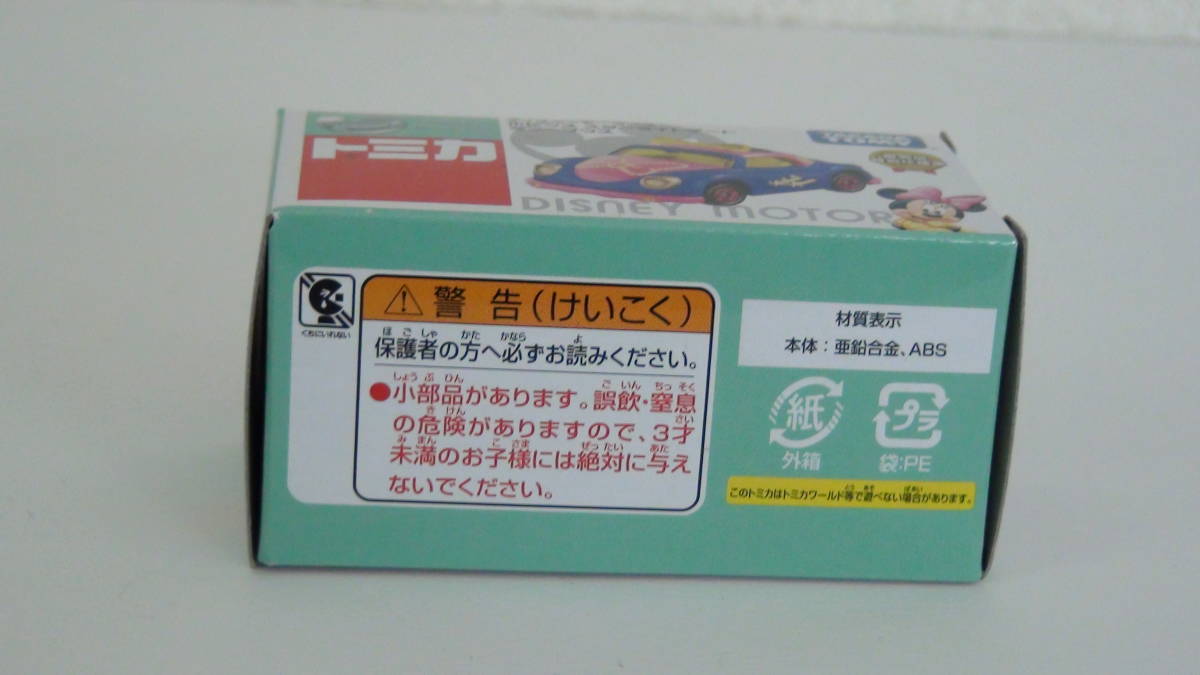 トミカ
TOMY
DISNEY MOTOR
くちにいれない
警告(けいこく)
ほごしゃ かた かなら よ
保護者の方へ必ずお読みください。
しょうぶひん ごいん ちっそく
●小部品があります。誤飲・窒息
きけん さい
の危険がありますので、3才
みまん こさま ぜったい あた
未満のお子様には絶対に与え
ないでください。
材質表示
本体:亜鉛合金、ABS
紙
外箱
プラ
袋:PE
とう あそ ばあい
このトミカはトミカワールド等で遊べない場合があります。